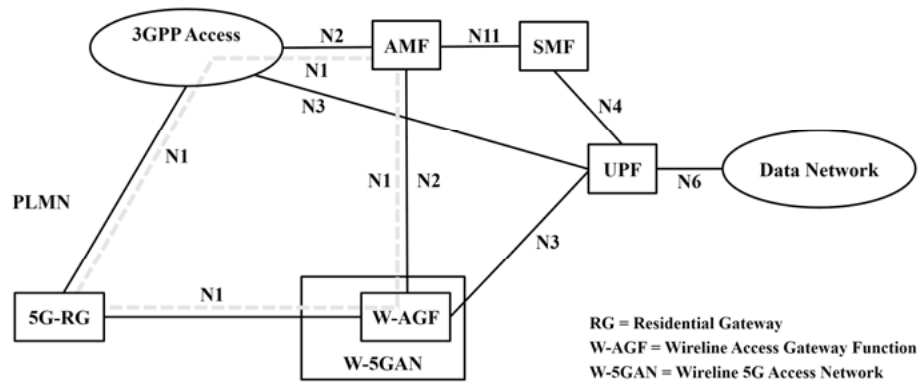 3GPP Access
N2
AMF
N11
SMF
N1
N3
N4
N1
N1
N2
UPF
N6
Data Network
PLMN
N3
N1
5G-RG
W-AGF
W-5GAN
RG = Residential Gateway
W-AGF = Wireline Access Gateway Function
W-5GAN = Wireline 5G Access Network